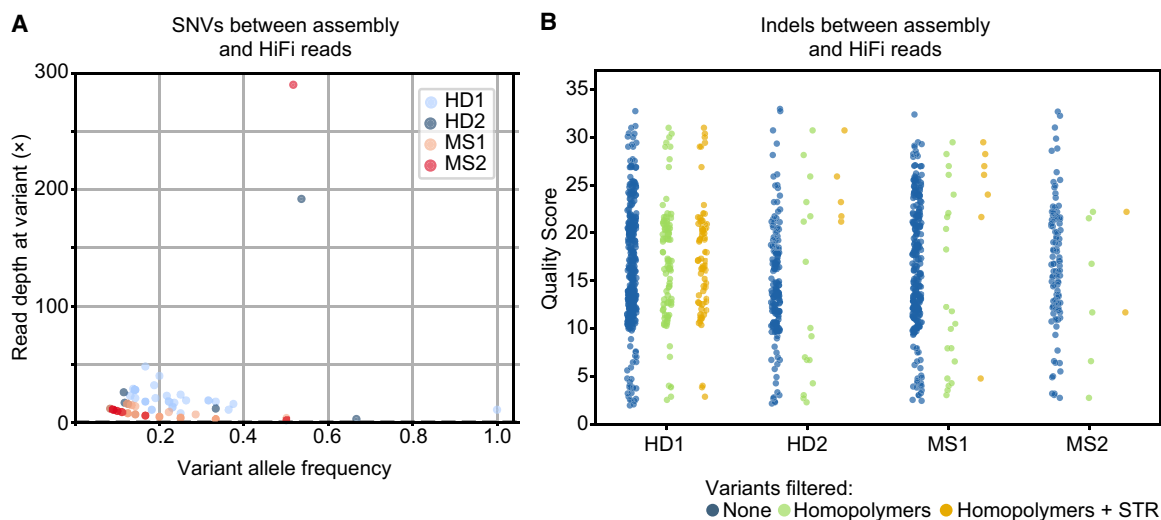 A
SNVs between assembly
and HiFi reads
300
200
100
0
0.2
0.4
0.6
0.8
1.0
Read depth at variant (×)
Variant allele frequency
HD1
HD2
MS1
MS2
B
Indels between assembly
and HiFi reads
35
30
25
20
15
10
5
0
Quality Score
HD1
HD2
MS1
MS2
Variants filtered:
None Homopolymers Homopolymers + STR